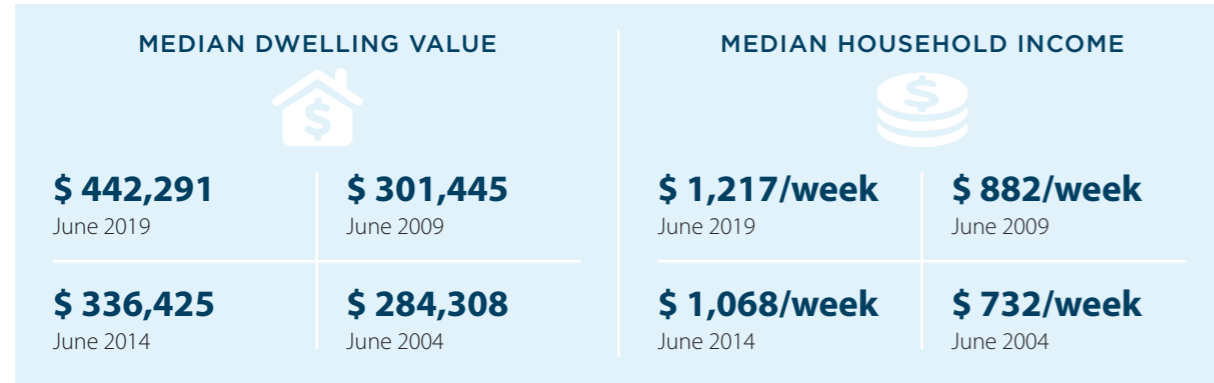 MEDIAN DWELLING VALUE
$
$ 442,291
June 2019
$ 301,445
June 2009
$ 336,425
June 2014
$ 284,308
June 2004
MEDIAN HOUSEHOLD INCOME
$
$ 1,217/week
June 2019
$ 882/week
June 2009
$ 1,068/week
June 2014
$ 732/week
June 2004